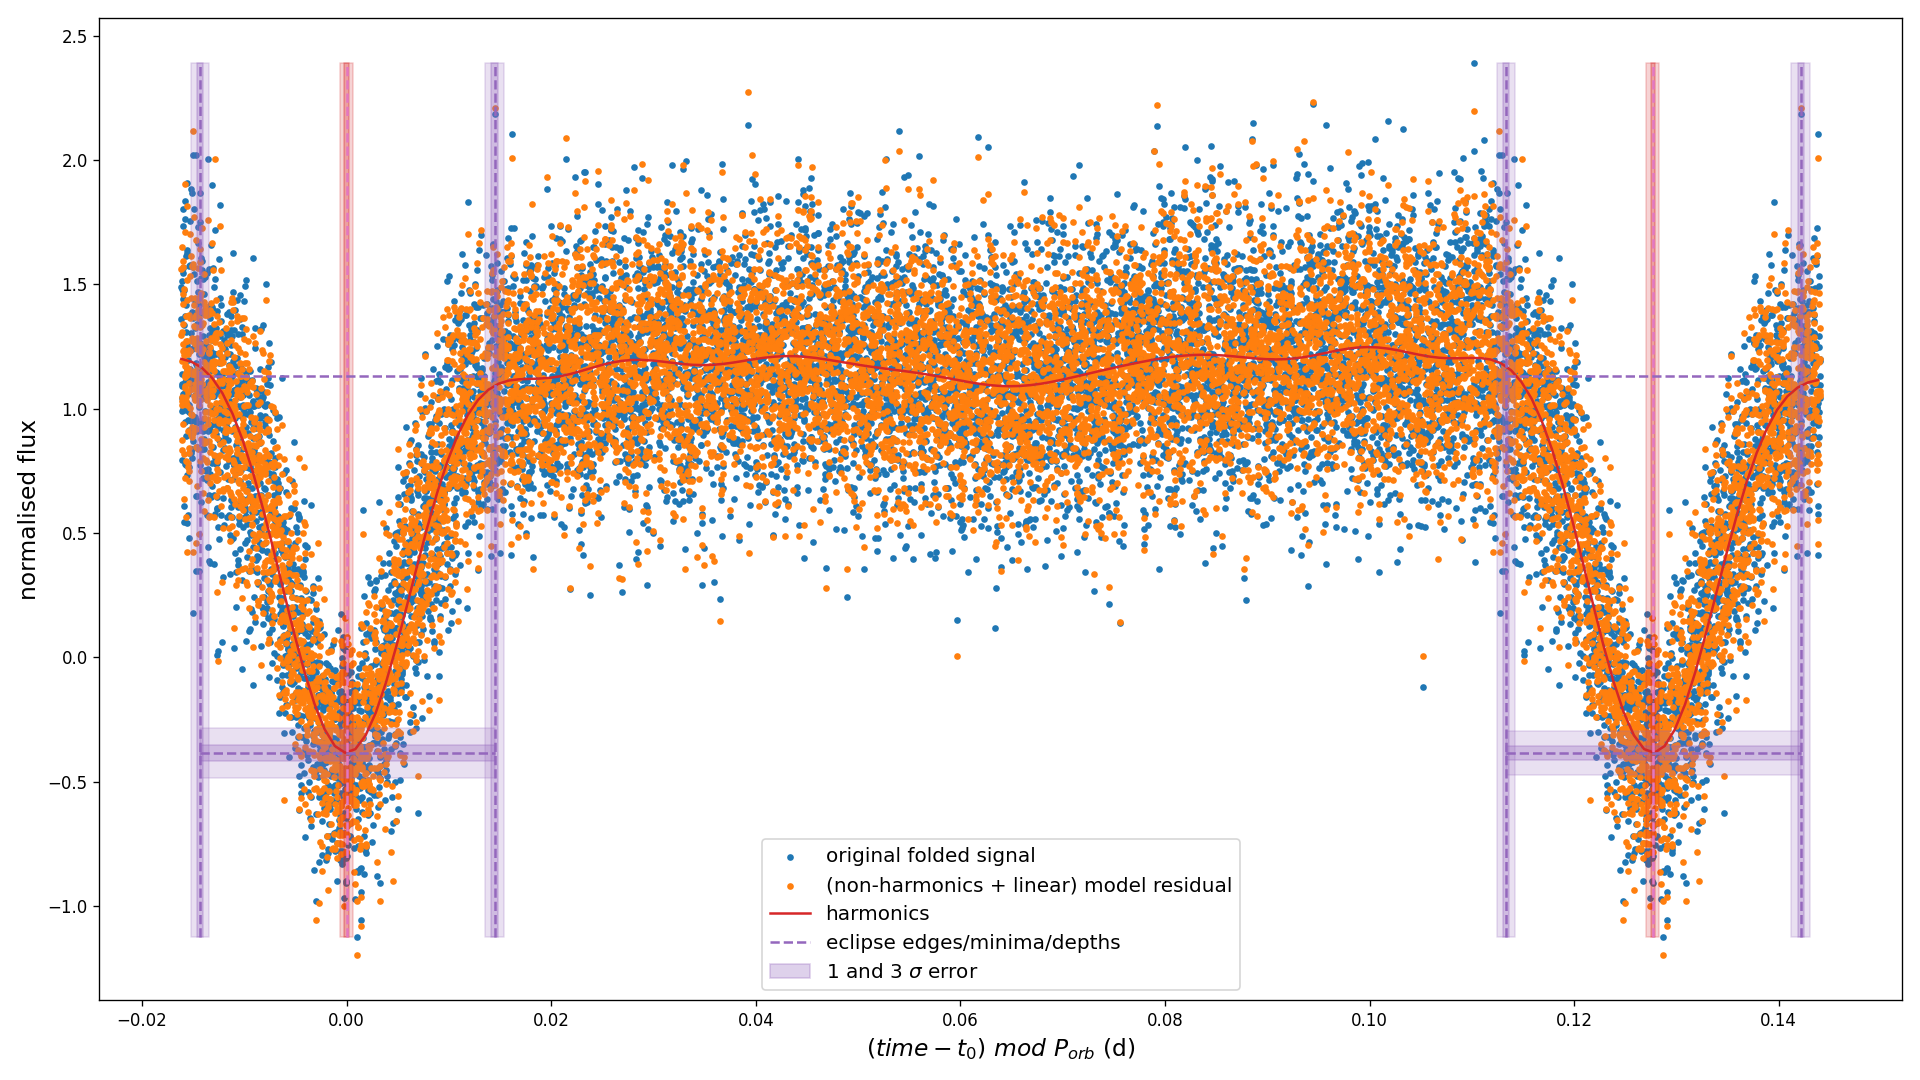 2.5
2.0
1.5
1.0
0.5
0.0
−0.5
−1.0
normalised flux
original folded signal
(non-harmonics + linear) model residual
harmonics
eclipse edges/minima/depths
1 and 3 σ error
−0.02 0.00 0.02 0.04 0.06 0.08 0.10 0.12 0.14
(time − t₀) mod P_orb (d)